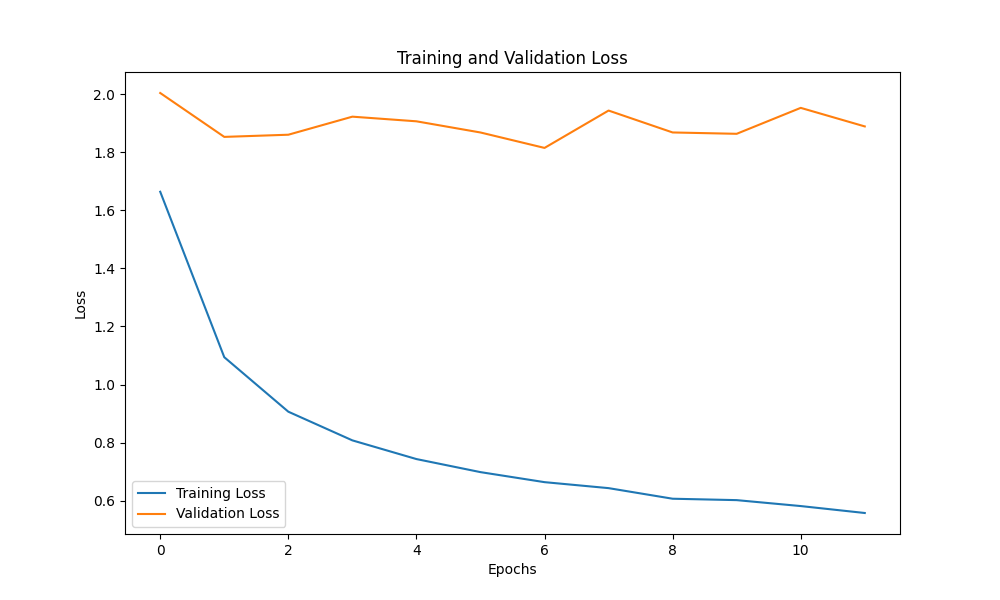 Training and Validation Loss
2.0
1.8
1.6
1.4
1.2
1.0
0.8
0.6
Loss
Training Loss
Validation Loss
0 2 4 6 8 10
Epochs